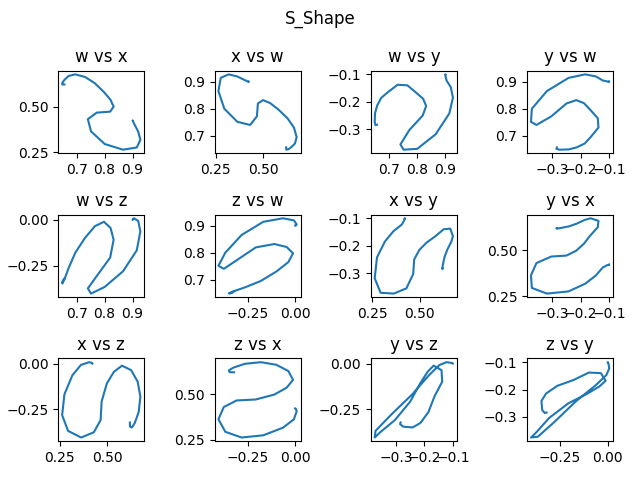 S_Shape
w vs x
x vs w
w vs y
y vs w
0.50
0.25
0.7 0.8 0.9
0.9
0.8
0.7
0.25 0.50
−0.1
−0.2
−0.3
0.7 0.8 0.9
0.9
0.8
0.7
−0.3 −0.2 −0.1
w vs z
z vs w
x vs y
y vs x
0.00
−0.25
0.7 0.8 0.9
0.9
0.8
0.7
−0.25 0.00
−0.1
−0.2
−0.3
0.25 0.50
0.50
0.25
−0.3 −0.2 −0.1
x vs z
z vs x
y vs z
z vs y
0.00
−0.25
0.25 0.50
0.50
0.25
−0.25 0.00
0.00
−0.25
−0.3 −0.2 −0.1
−0.1
−0.2
−0.3
−0.25 0.00